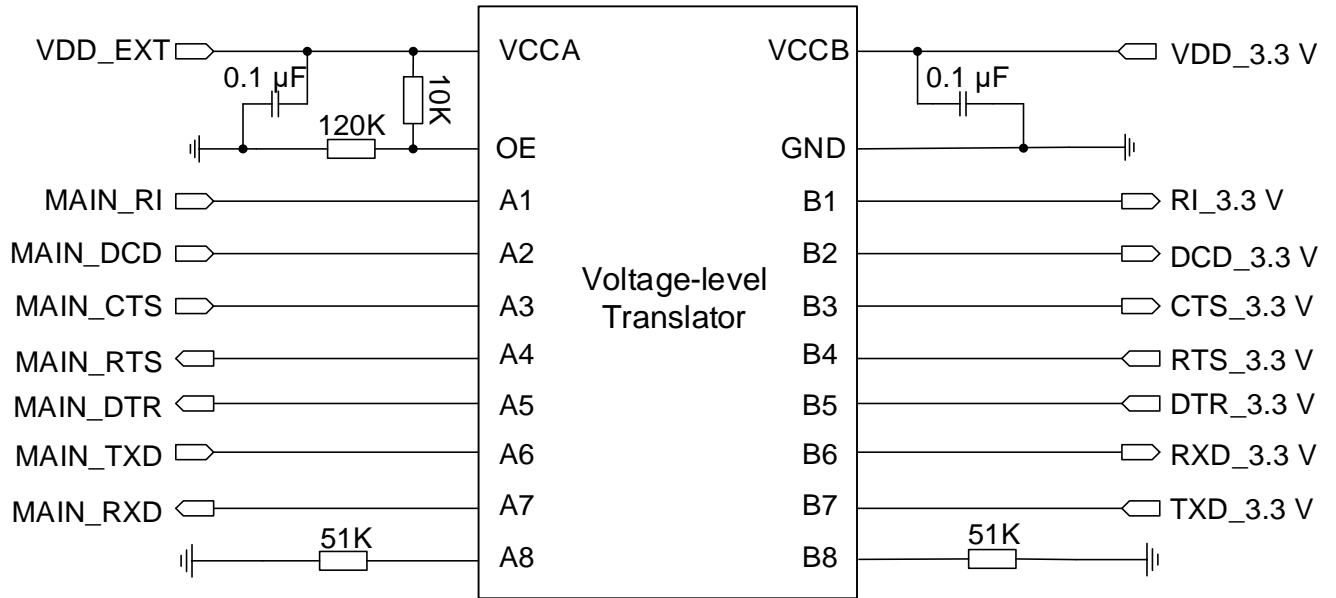 VDD_EXT VCCA VCCB VDD_3.3 V
0.1 µF 10K 0.1 µF
120K OE GND
MAIN_RI A1 B1 RI_3.3 V
MAIN_DCD A2 B2 DCD_3.3 V
Voltage-level
Translator
MAIN_CTS A3 B3 CTS_3.3 V
MAIN_RTS A4 B4 RTS_3.3 V
MAIN_DTR A5 B5 DTR_3.3 V
MAIN_TXD A6 B6 RXD_3.3 V
MAIN_RXD A7 B7 TXD_3.3 V
51K A8 B8 51K